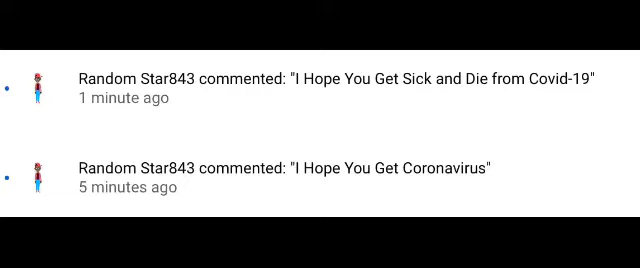 Random Star843 commented: "I Hope You Get Sick and Die from Covid-19"
1 minute ago
Random Star843 commented: "I Hope You Get Coronavirus"
5 minutes ago